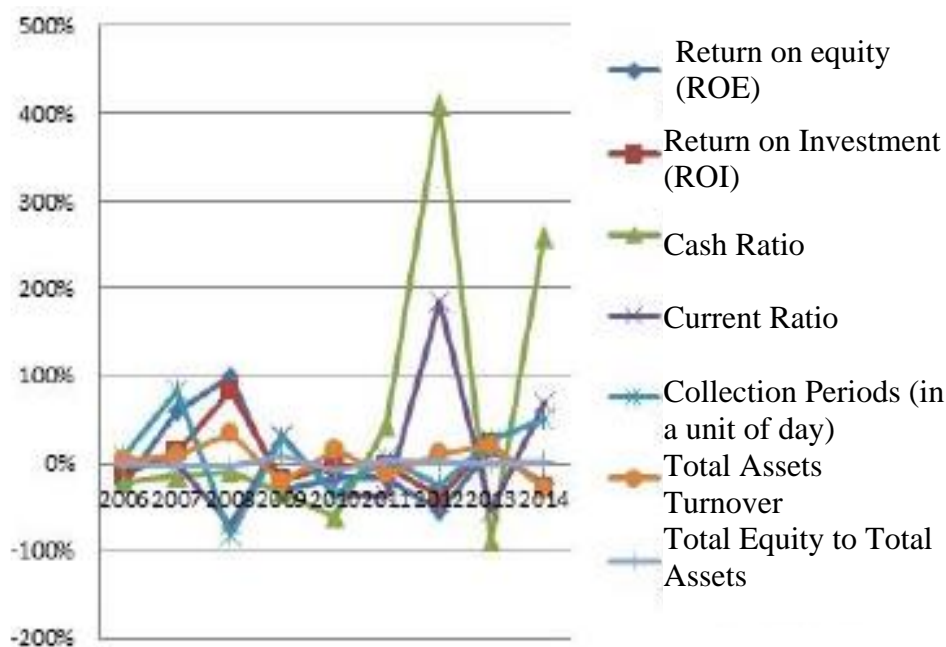 500%
400%
300%
200%
100%
0%
-100%
-200%
2006 2007 2008 2009 2010 2011 2012 2013 2014
Return on equity
(ROE)
Return on Investment
(ROI)
Cash Ratio
Current Ratio
Collection Periods (in
a unit of day)
Total Assets
Turnover
Total Equity to Total
Assets